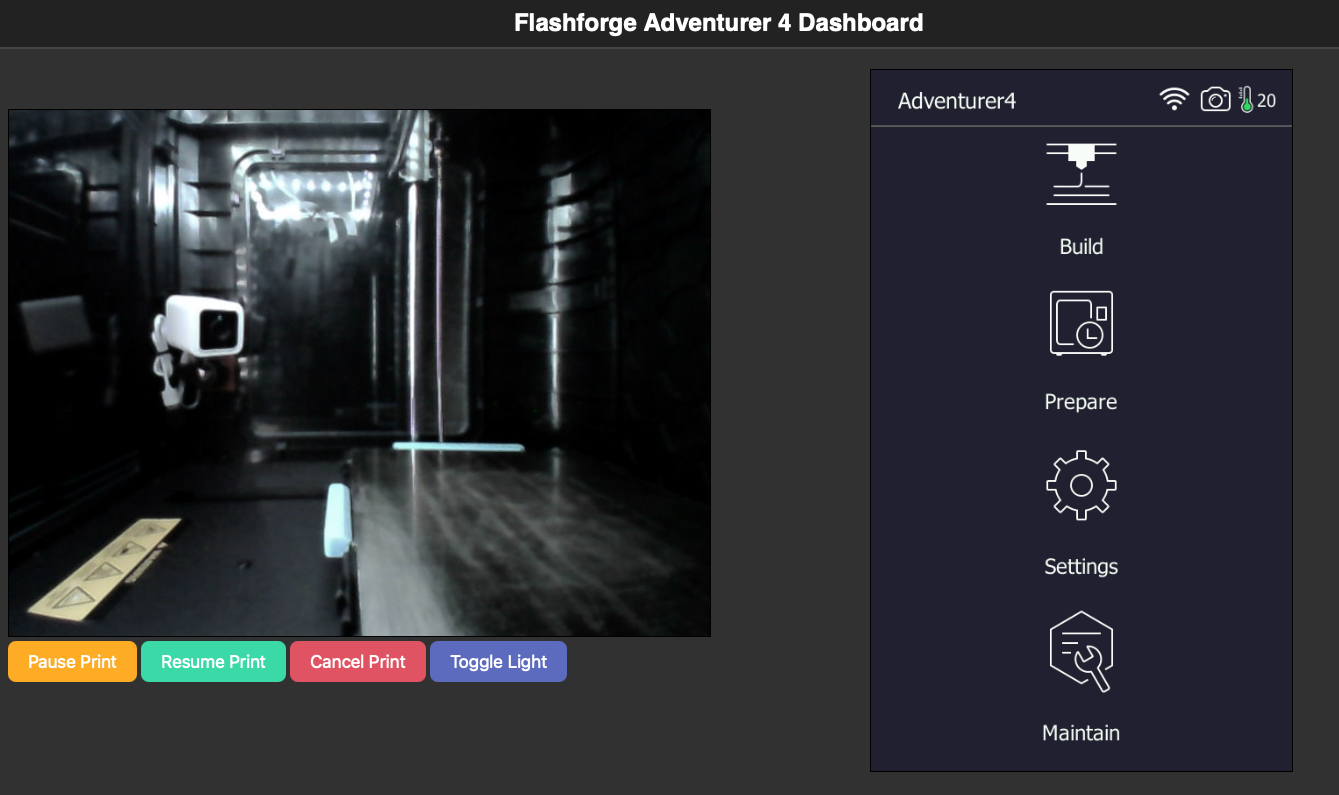 Flashforge Adventurer 4 Dashboard
Adventurer4
20
Build
Prepare
Settings
Maintain
Pause Print
Resume Print
Cancel Print
Toggle Light